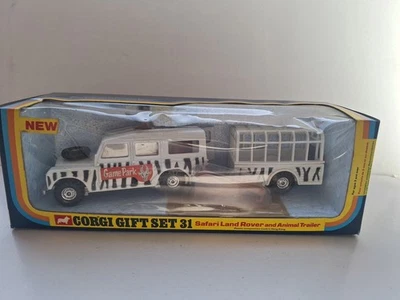 NEW
Game Park
CORGI GIFT SET 31 Safari Land Rover and Animal Trailer